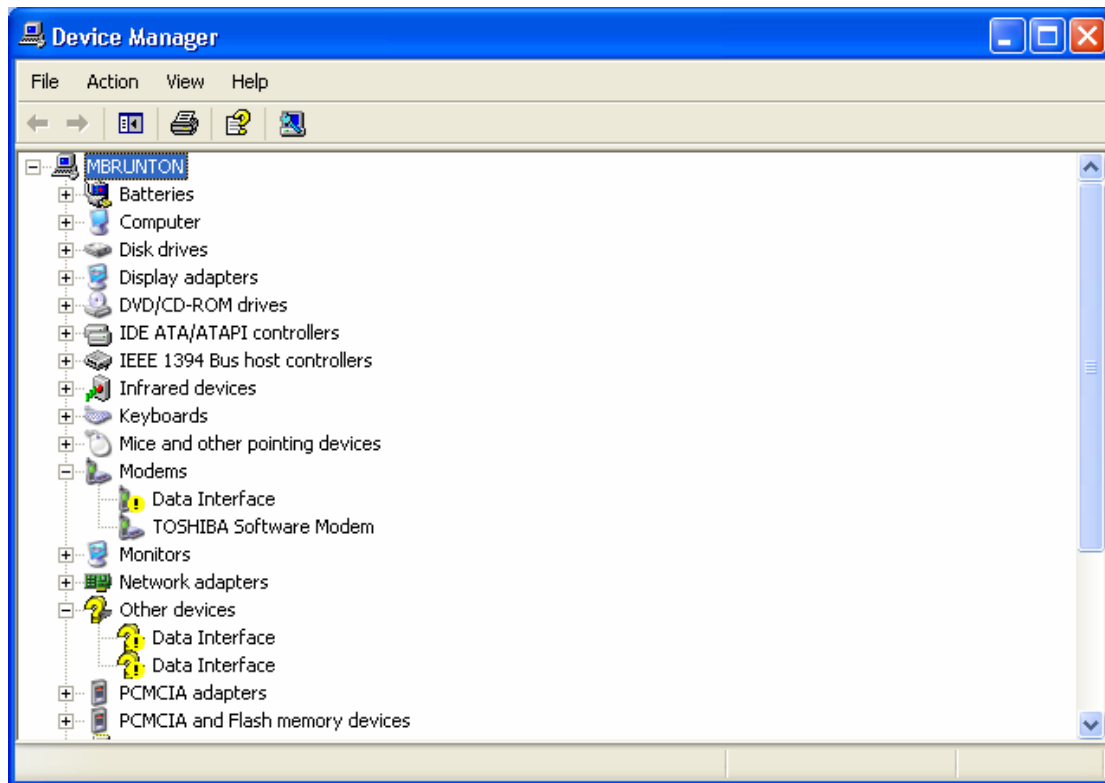 Device Manager
File Action View Help
MBRUNTON
Batteries
Computer
Disk drives
Display adapters
DVD/CD-ROM drives
IDE ATA/ATAPI controllers
IEEE 1394 Bus host controllers
Infrared devices
Keyboards
Mice and other pointing devices
Modems
Data Interface
TOSHIBA Software Modem
Monitors
Network adapters
Other devices
Data Interface
Data Interface
PCMCIA adapters
PCMCIA and Flash memory devices